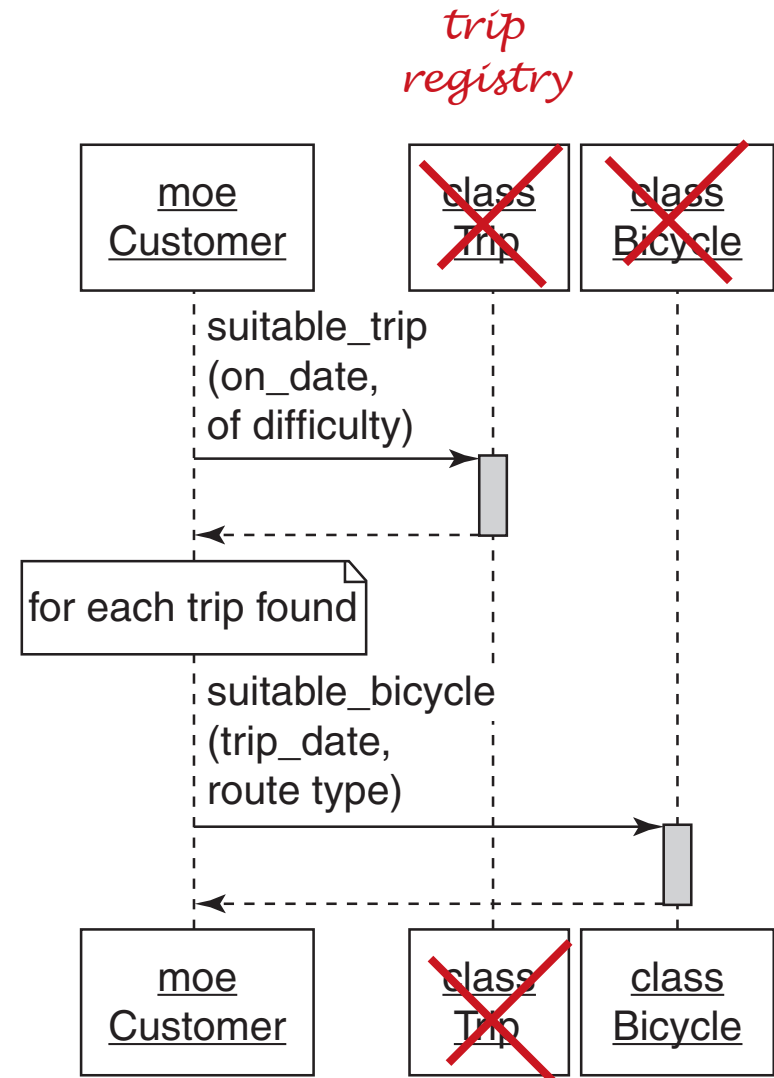 trip
registry
moe
Customer
class
Trip
class
Bicycle
suitable_trip
(on_date,
of difficulty)
for each trip found
suitable_bicycle
(trip_date,
route type)
moe
Customer
class
Trip
class
Bicycle